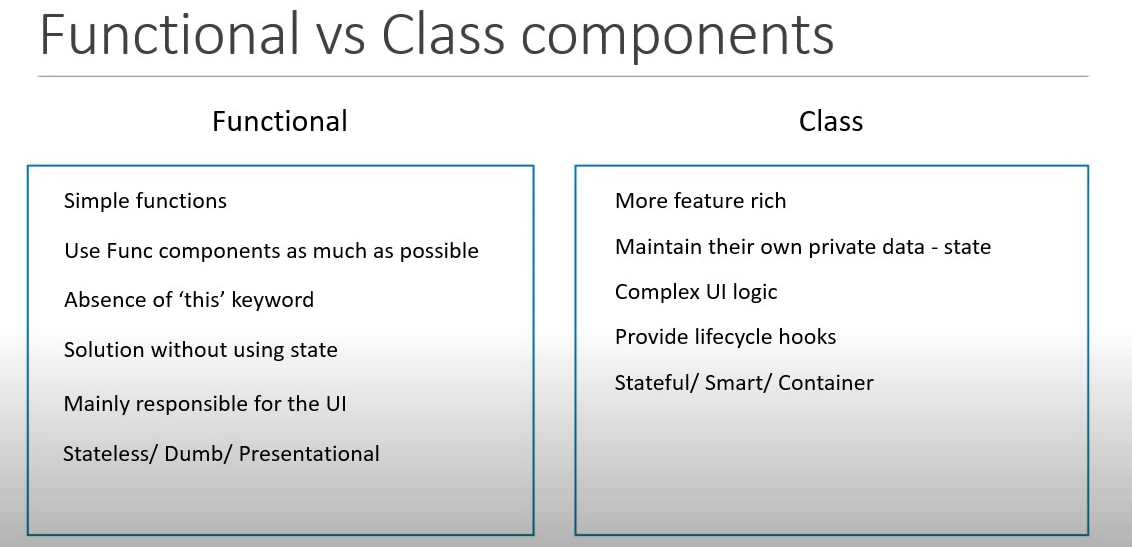 Functional vs Class components
Functional
Simple functions
Use Func components as much as possible
Absence of ‘this’ keyword
Solution without using state
Mainly responsible for the UI
Stateless/ Dumb/ Presentational
Class
More feature rich
Maintain their own private data - state
Complex UI logic
Provide lifecycle hooks
Stateful/ Smart/ Container